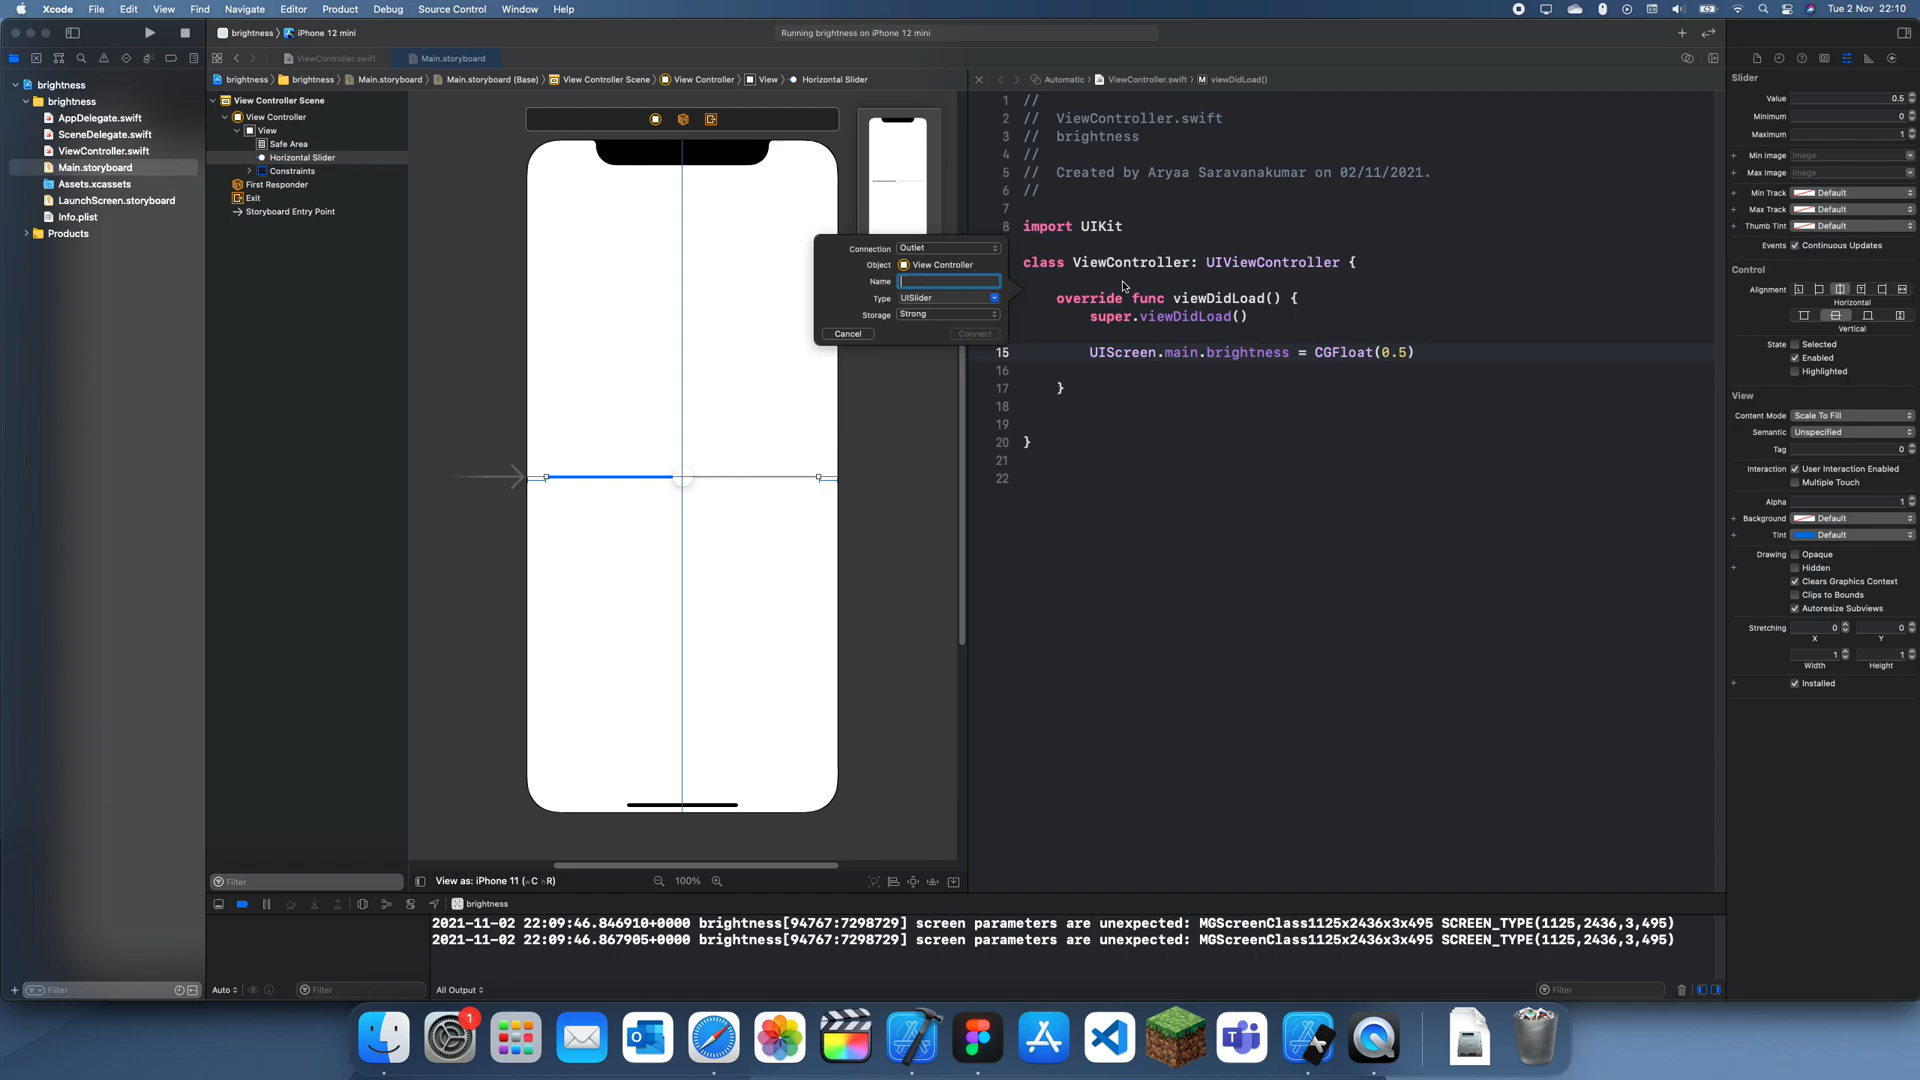 Xcode File Edit View Find Navigate Editor Product Debug Source Control Window Help Tue 2 Nov 22:10
brightness iPhone 12 mini Running brightness on iPhone 12 mini
ViewController.swift Main.storyboard
brightness brightness Main.storyboard Main.storyboard (Base) View Controller Scene View Controller View Horizontal Slider
Automatic ViewController.swift viewDidLoad()
brightness
brightness
AppDelegate.swift
SceneDelegate.swift
ViewController.swift
Main.storyboard
Assets.xcassets
LaunchScreen.storyboard
Info.plist
Products
View Controller Scene
View Controller
View
Safe Area
Horizontal Slider
Constraints
First Responder
Exit
Storyboard Entry Point
Connection Outlet
Object View Controller
Name
Type UISlider
Storage Strong
Cancel Connect
1 //
2 // ViewController.swift
3 // brightness
4 //
5 // Created by Aryaa Saravanakumar on 02/11/2021.
6 //
7
8 import UIKit
class ViewController: UIViewController {
override func viewDidLoad() {
super.viewDidLoad()
15 UIScreen.main.brightness = CGFloat(0.5)
16
17 }
18
19
20 }
21
22
Slider
Value 0.5
Minimum 0
Maximum 1
Min Image Image
Max Image Image
Min Track Default
Max Track Default
Thumb Tint Default
Events Continuous Updates
Control
Alignment
Horizontal
Vertical
State Selected
Enabled
Highlighted
View
Content Mode Scale To Fill
Semantic Unspecified
Tag 0
Interaction User Interaction Enabled
Multiple Touch
Alpha 1
Background Default
Tint Default
Drawing Opaque
Hidden
Clears Graphics Context
Clips to Bounds
Autoresize Subviews
Stretching 0 0
X Y
1 1
Width Height
Installed
Filter View as: iPhone 11 (wC hR) 100%
brightness
2021-11-02 22:09:46.846910+0000 brightness[94767:7298729] screen parameters are unexpected: MGScreenClass1125x2436x3x495 SCREEN_TYPE(1125,2436,3,495)
2021-11-02 22:09:46.867905+0000 brightness[94767:7298729] screen parameters are unexpected: MGScreenClass1125x2436x3x495 SCREEN_TYPE(1125,2436,3,495)
Filter Auto Filter All Output Filter
1